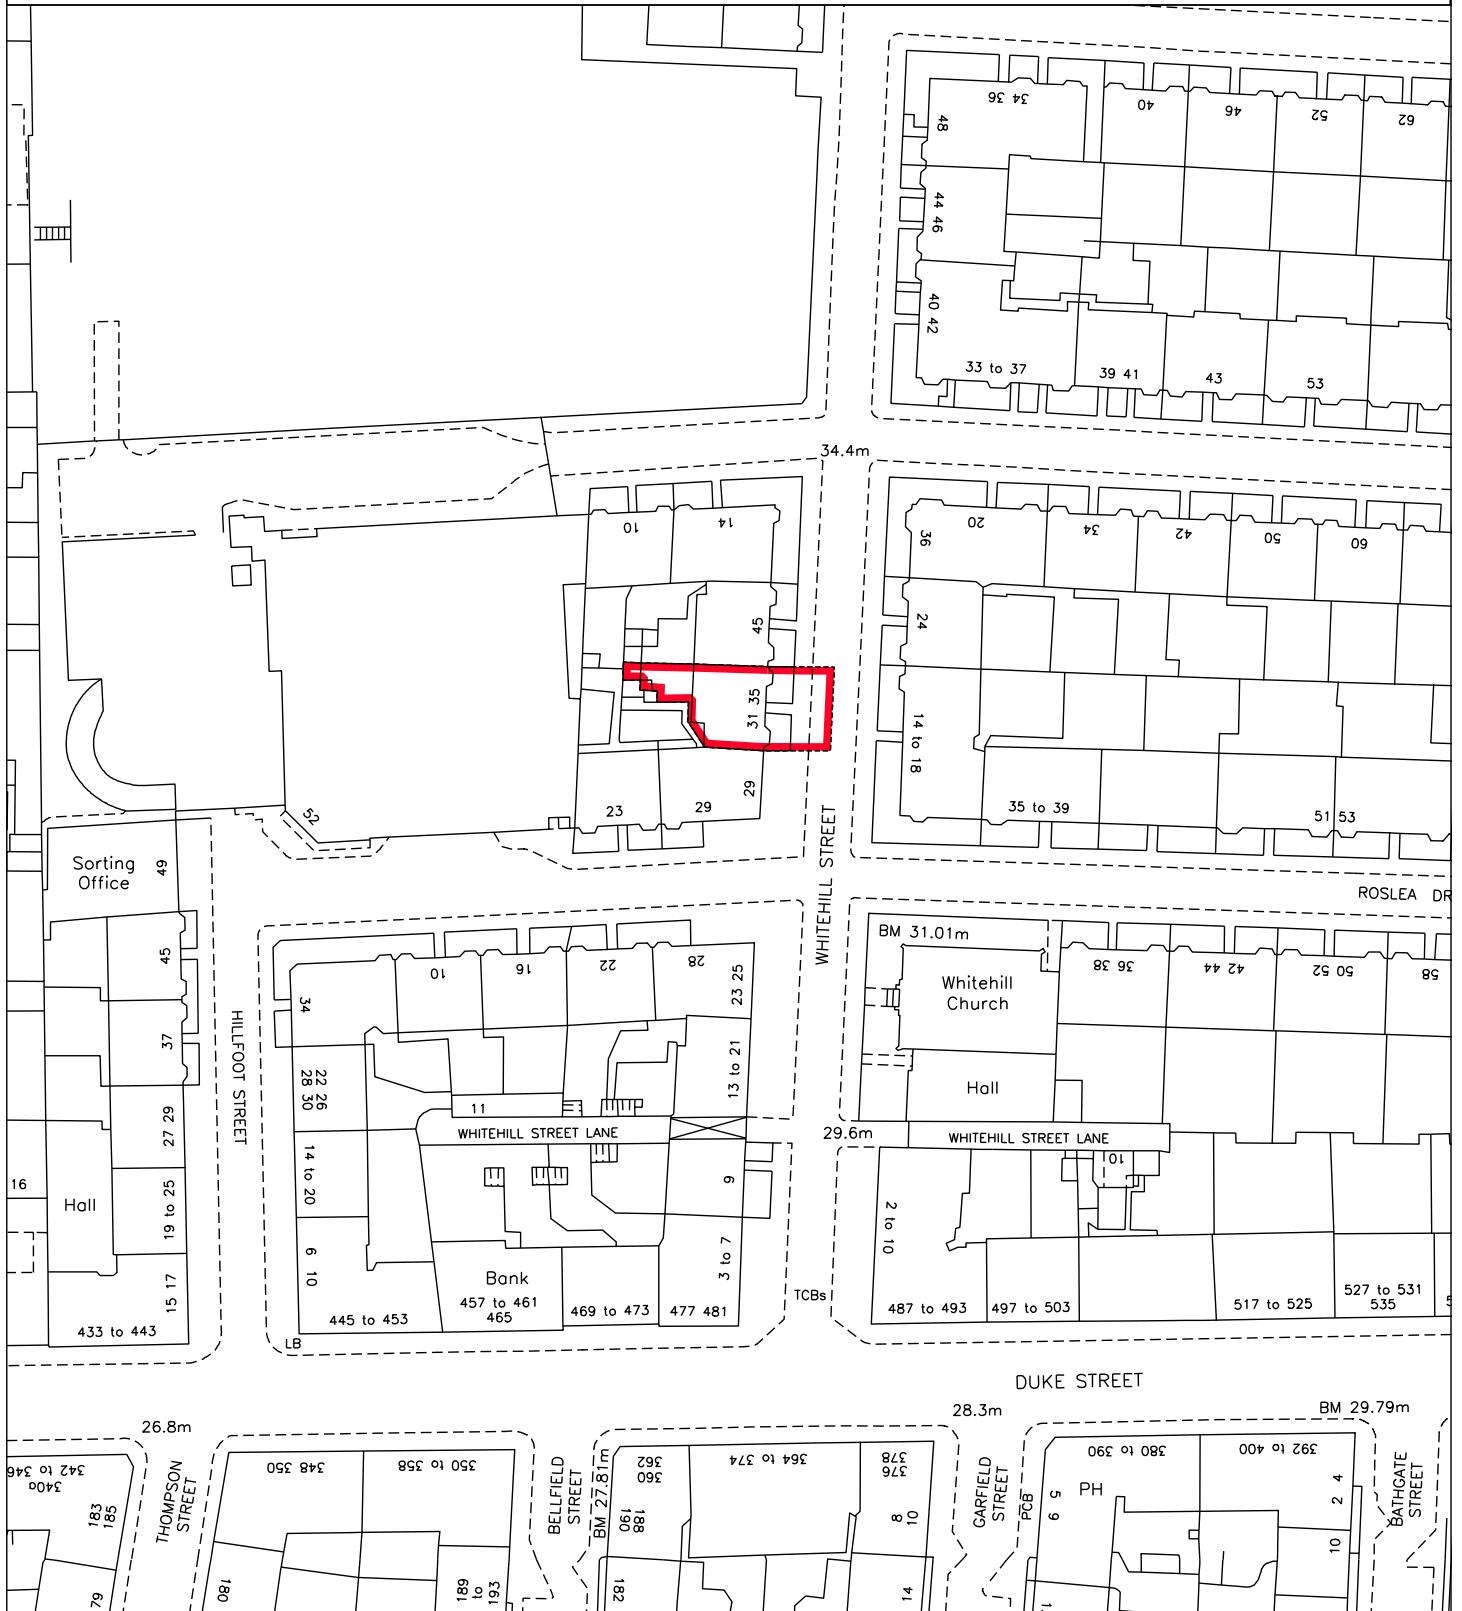 34 36
40
46
52
62
48
44 46
40 42
33 to 37
39 41
43
53
34.4m
10
14
20
34
42
50
60
36
24
45
31 35
14 to 18
29
23
29
35 to 39
51 53
52
WHITEHILL STREET
Sorting
Office
49
ROSLEA DR
BM 31.01m
45
10
16
22
28
23 25
Whitehill
Church
36 38
42 44
50 52
58
34
37
HILLFOOT STREET
22 26
28 30
13 to 21
Hall
11
27 29
WHITEHILL STREET LANE
29.6m
WHITEHILL STREET LANE
10
14 to 20
16
Hall
19 to 25
9
2 to 10
6 10
3 to 7
Bank
15 17
457 to 461
465
445 to 453
469 to 473
477 481
TCBs
487 to 493
497 to 503
517 to 525
527 to 531
535
433 to 443
LB
DUKE STREET
26.8m
28.3m
BM 29.79m
342 to 346
340a
183
185
THOMPSON
STREET
348 350
350 to 358
BELLFIELD
STREET
BM 27.81m
360
362
188
190
364 to 374
376
378
8
10
GARFIELD
STREET
PCB
5
6
PH
380 to 390
392 to 400
2 4
BATHGATE
STREET
10
79
180
189
to
193
182
14